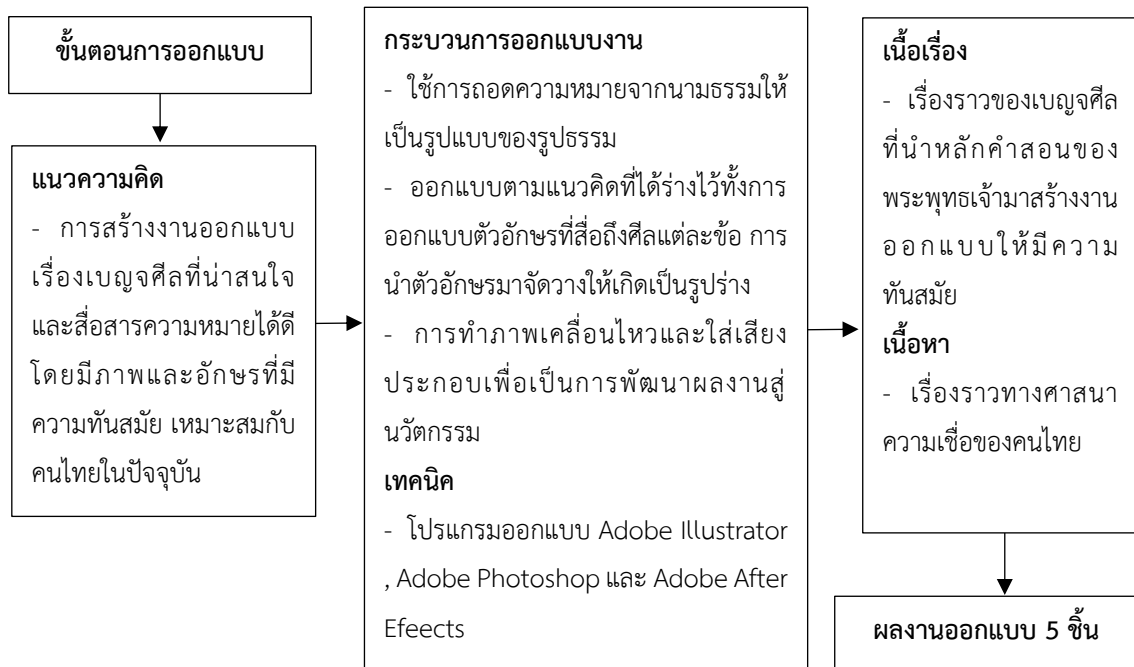 ขั้นตอนการออกแบบ
แนวความคิด
- การสร้างงานออกแบบ
เรื่องเบญจศีลที่น่าสนใจ
และสื่อสารความหมายได้ดี
โดยมีภาพและอักษรที่มี
ความทันสมัย เหมาะสมกับ
คนไทยในปัจจุบัน
กระบวนการออกแบบงาน
- ใช้การถอดความหมายจากนามธรรมให้
เป็นรูปแบบของรูปธรรม
- ออกแบบตามแนวคิดที่ได้ร่างไว้ทั้งการ
ออกแบบตัวอักษรที่สื่อถึงศีลแต่ละข้อ การ
นำตัวอักษรมาจัดวางให้เกิดเป็นรูปร่าง
- การทำภาพเคลื่อนไหวและใส่เสียง
ประกอบเพื่อเป็นการพัฒนาผลงานสู่
นวัตกรรม
เทคนิค
- โปรแกรมออกแบบ Adobe Illustrator
, Adobe Photoshop และ Adobe After
Efeects
เนื้อเรื่อง
- เรื่องราวของเบญจศีล
ที่นำหลักคำสอนของ
พระพุทธเจ้ามาสร้างงาน
ออกแบบให้มีความ
ทันสมัย
เนื้อหา
- เรื่องราวทางศาสนา
ความเชื่อของคนไทย
ผลงานออกแบบ 5 ชิ้น